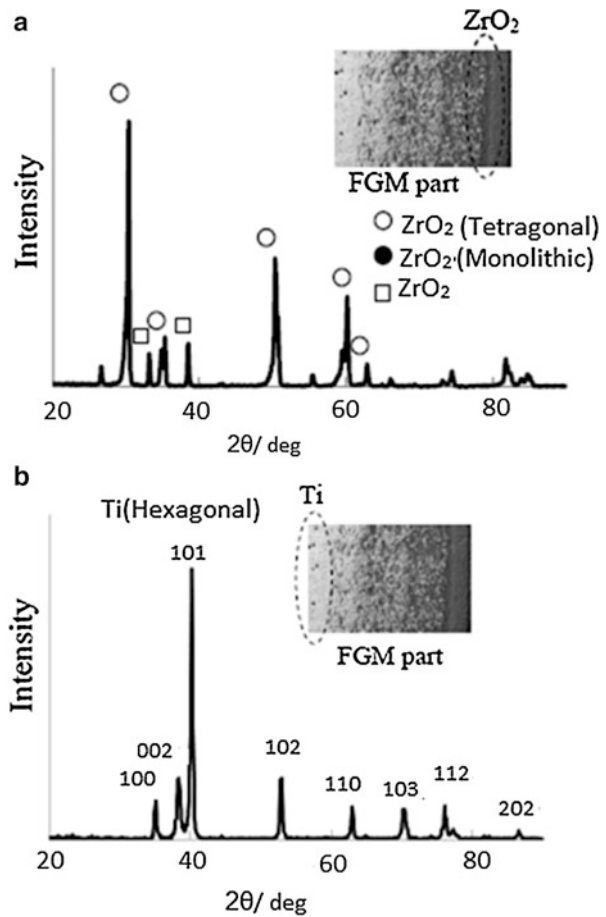 a
ZrO₂
FGM part
ZrO₂ (Tetragonal)
ZrO₂ (Monolithic)
ZrO₂
Intensity
20 40 60 80
2θ/ deg
b
Ti
Ti(Hexagonal)
101
FGM part
002
100
102
110
103
112
202
Intensity
20 40 60 80
2θ/ deg